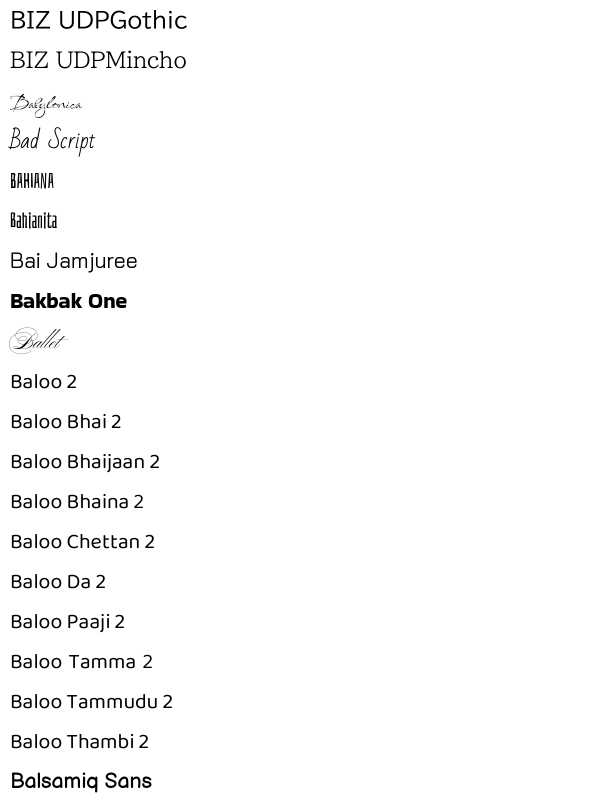 BIZ UDPGothic
BIZ UDPMincho
Babylonica
Bad Script
BAHIANA
Bahianita
Bai Jamjuree
Bakbak One
Ballet
Baloo 2
Baloo Bhai 2
Baloo Bhaijaan 2
Baloo Bhaina 2
Baloo Chettan 2
Baloo Da 2
Baloo Paaji 2
Baloo Tamma 2
Baloo Tammudu 2
Baloo Thambi 2
Balsamiq Sans